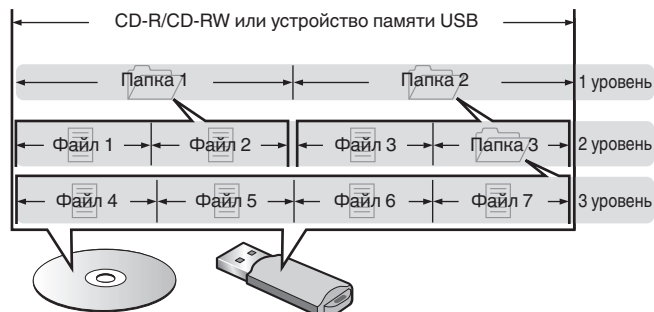 CD-R/CD-RW или устройство памяти USB
Папка 1 Папка 2 1 уровень
Файл 1 Файл 2 Файл 3 Папка 3 2 уровень
Файл 4 Файл 5 Файл 6 Файл 7 3 уровень